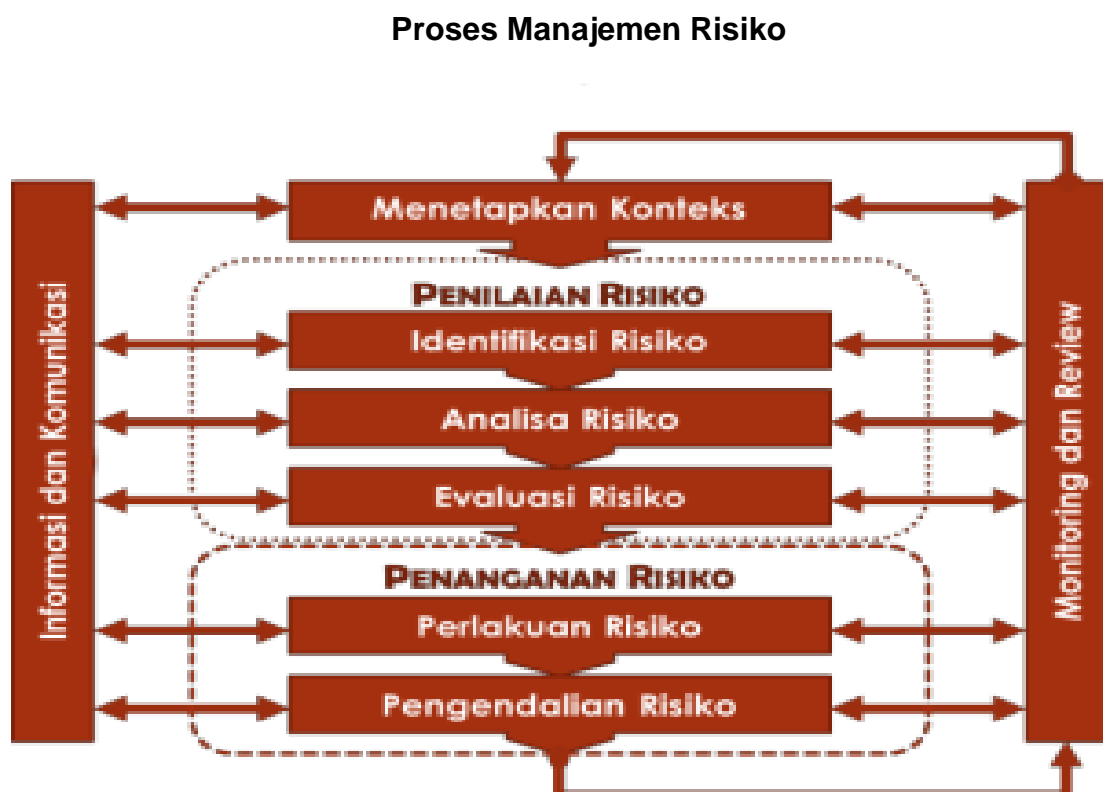 Proses Manajemen Risiko
Menetapkan Konteks
PENILAIAN RISIKO
Identifikasi Risiko
Analisa Risiko
Evaluasi Risiko
PENANGANAN RISIKO
Perlakuan Risiko
Pengendalian Risiko
Informasi dan Komunikasi
Monitoring dan Review